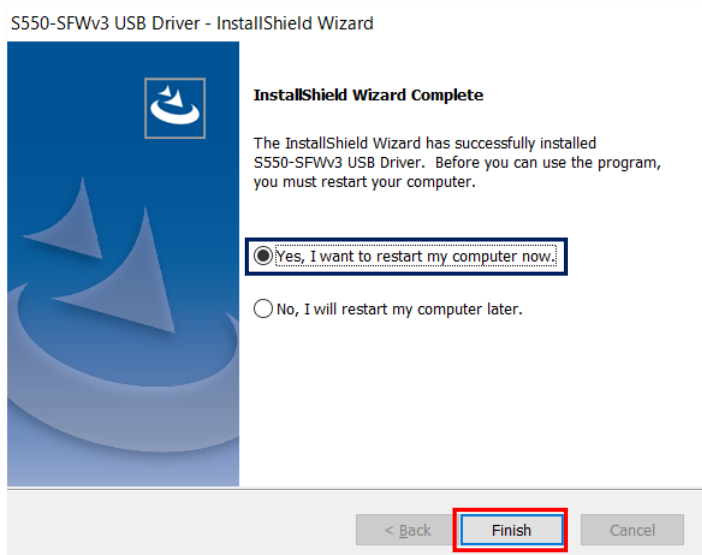 S550-SFWv3 USB Driver - InstallShield Wizard
InstallShield Wizard Complete
The InstallShield Wizard has successfully installed
S550-SFWv3 USB Driver.  Before you can use the program,
you must restart your computer.
Yes, I want to restart my computer now.
No, I will restart my computer later.
< Back
Finish
Cancel